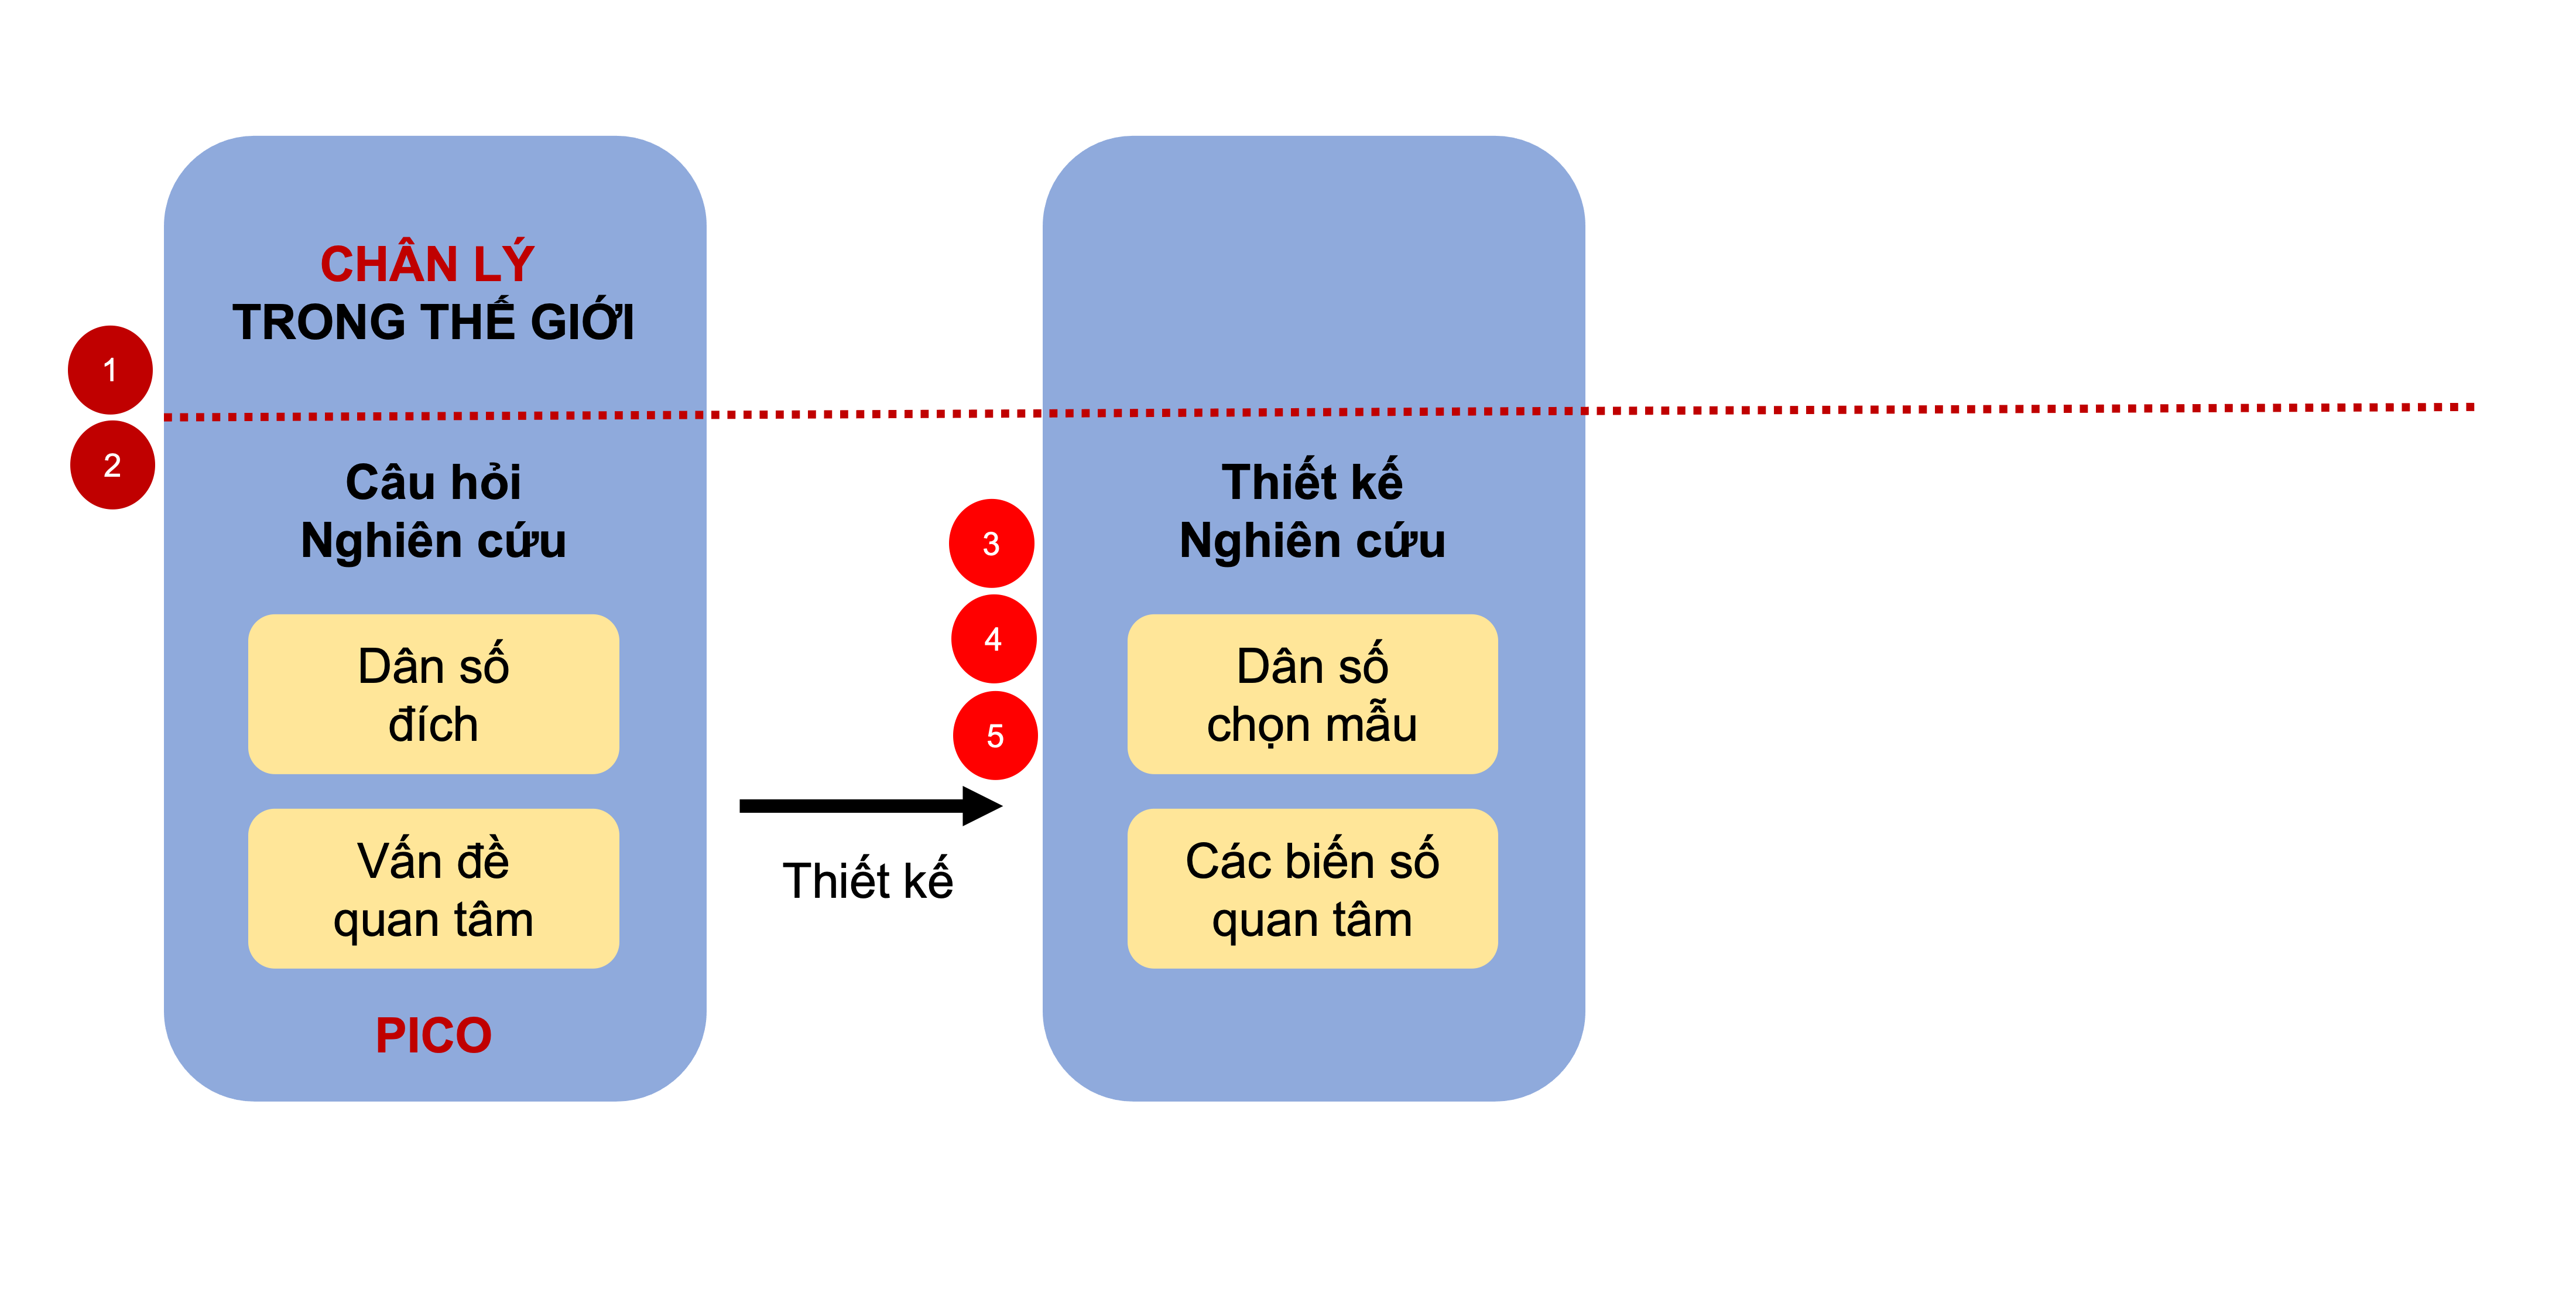 CHÂN LÝ
TRONG THẾ GIỚI
1
2
Câu hỏi
Nghiên cứu
Dân số
đích
Vấn đề
quan tâm
PICO
Thiết kế
3
4
5
Thiết kế
Nghiên cứu
Dân số
chọn mẫu
Các biến số
quan tâm